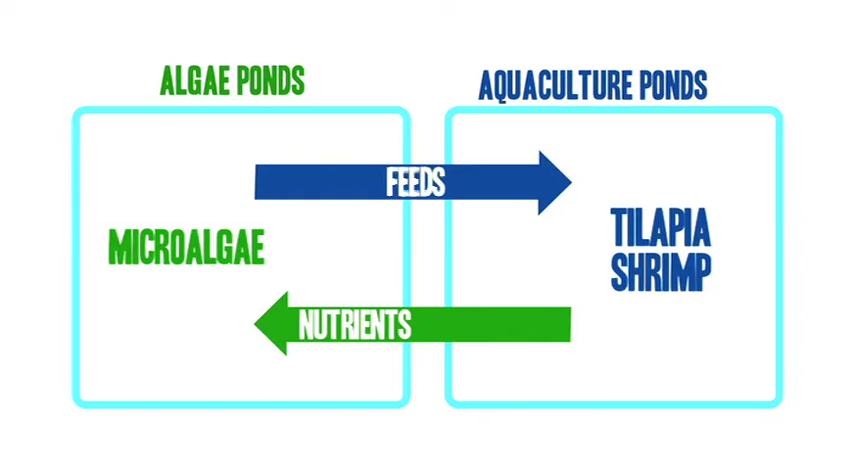 ALGAE PONDS
AQUACULTURE PONDS
FEEDS
MICROALGAE
TILAPIA
SHRIMP
NUTRIENTS